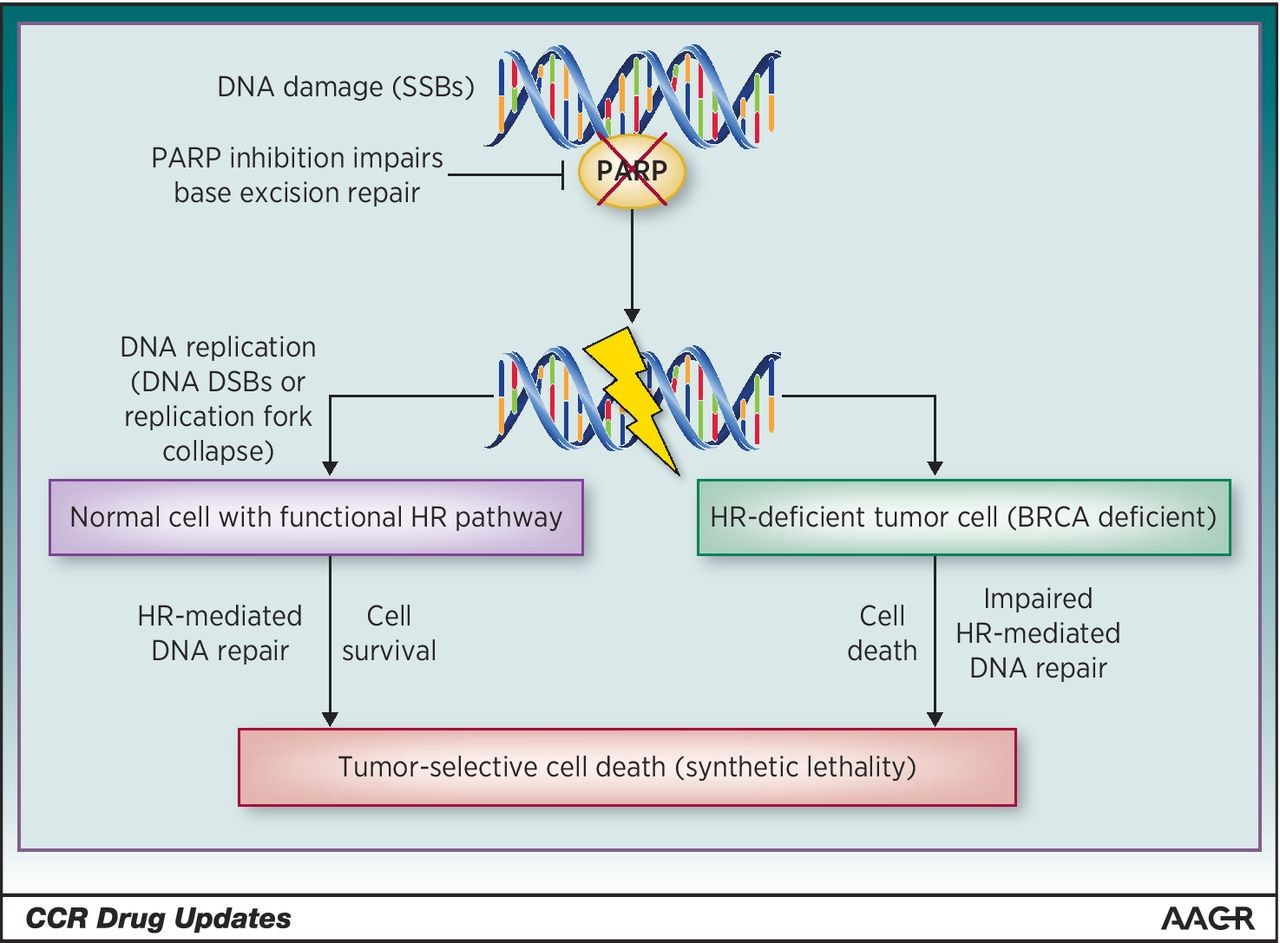 DNA damage (SSBs)
PARP inhibition impairs
base excision repair
PARP
DNA replication
(DNA DSBs or
replication fork
collapse)
Normal cell with functional HR pathway
HR-deficient tumor cell (BRCA deficient)
HR-mediated
DNA repair
Cell
survival
Cell
death
Impaired
HR-mediated
DNA repair
Tumor-selective cell death (synthetic lethality)
CCR Drug Updates
AACR